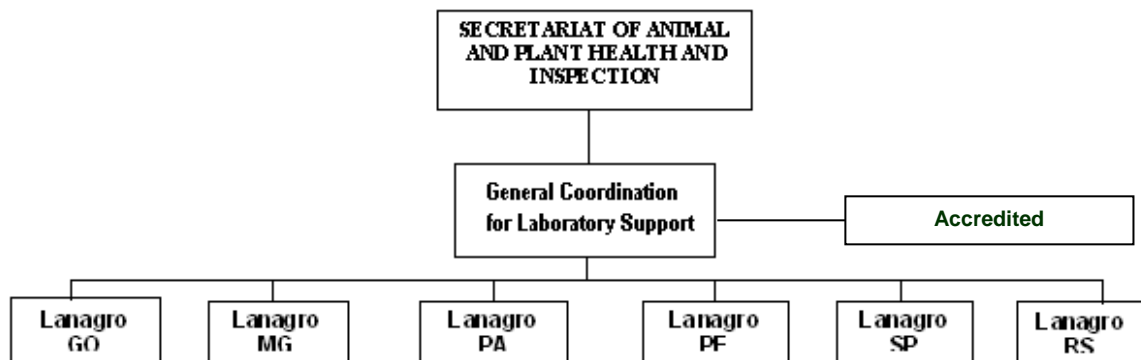 SECRETARIAT OF ANIMAL
AND PLANT HEALTH AND
INSPECTION
General Coordination
for Laboratory Support
Accredited
Lanagro
GO
Lanagro
MG
Lanagro
PA
Lanagro
Lanagro
SP
Lanagro
RS